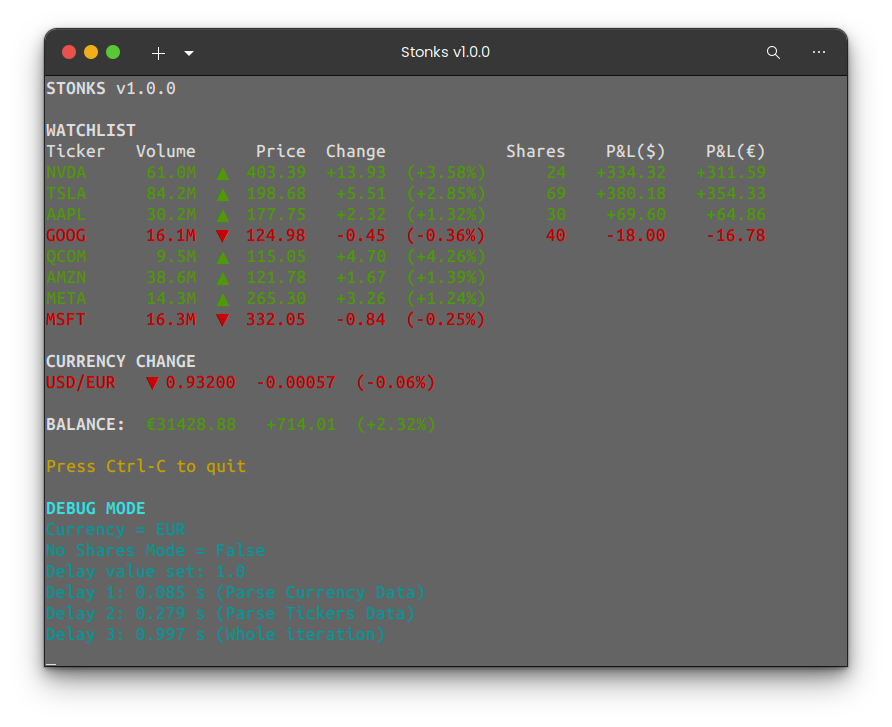 Stonks v1.0.0
STONKS v1.0.0
WATCHLIST
Ticker Volume Price Change Shares P&L($) P&L(€)
NVDA 61.0M ▲ 403.39 +13.93 (+3.58%) 24 +334.32 +311.59
TSLA 84.2M ▲ 198.68 +5.51 (+2.85%) 69 +380.18 +354.33
AAPL 30.2M ▲ 177.75 +2.32 (+1.32%) 30 +69.60 +64.86
GOOG 16.1M ▼ 124.98 -0.45 (-0.36%) 40 -18.00 -16.78
QCOM 9.5M ▲ 115.05 +4.70 (+4.26%)
AMZN 38.6M ▲ 121.78 +1.67 (+1.39%)
META 14.3M ▲ 265.30 +3.26 (+1.24%)
MSFT 16.3M ▼ 332.05 -0.84 (-0.25%)
CURRENCY CHANGE
USD/EUR ▼ 0.93200 -0.00057 (-0.06%)
BALANCE: €31428.88 +714.01 (+2.32%)
Press Ctrl-C to quit
DEBUG MODE
Currency = EUR
No Shares Mode = False
Delay value set: 1.0
Delay 1: 0.085 s (Parse Currency Data)
Delay 2: 0.279 s (Parse Tickers Data)
Delay 3: 0.997 s (Whole iteration)